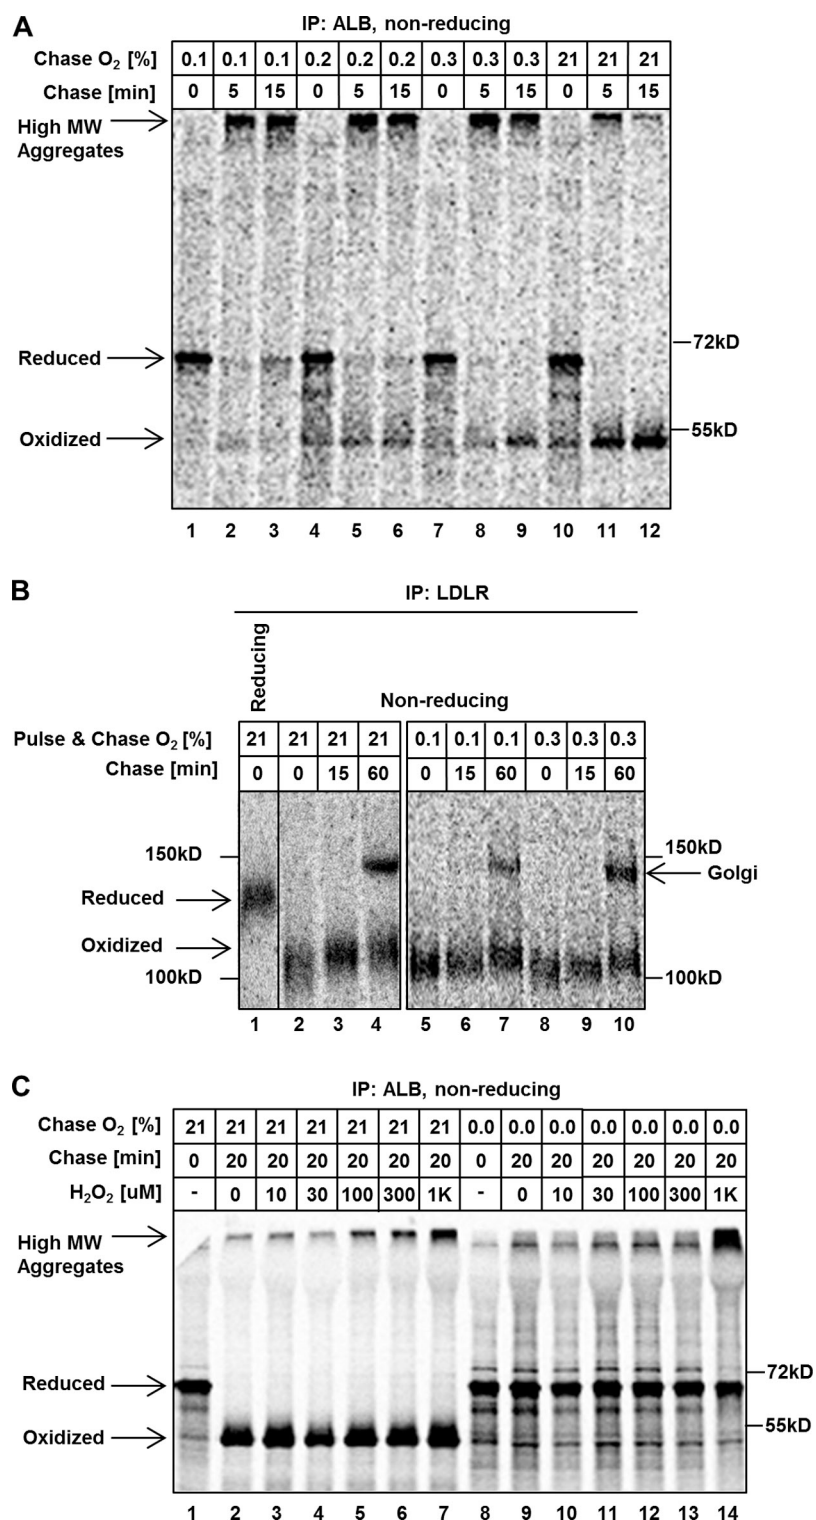 A
IP: ALB, non-reducing
Chase O₂ [%] 0.1 0.1 0.1 0.2 0.2 0.2 0.3 0.3 0.3 21 21 21
Chase [min] 0 5 15 0 5 15 0 5 15 0 5 15
High MW
Aggregates
72kD
Reduced
55kD
Oxidized
1 2 3 4 5 6 7 8 9 10 11 12
B
IP: LDLR
Reducing
Non-reducing
Pulse & Chase O₂ [%] 21 21 21 21 0.1 0.1 0.1 0.3 0.3 0.3
Chase [min] 0 0 15 60 0 15 60 0 15 60
150kD 150kD
Golgi
Reduced
Oxidized
100kD 100kD
1 2 3 4 5 6 7 8 9 10
C
IP: ALB, non-reducing
Chase O₂ [%] 21 21 21 21 21 21 21 0.0 0.0 0.0 0.0 0.0 0.0 0.0
Chase [min] 0 20 20 20 20 20 20 0 20 20 20 20 20 20
H₂O₂ [uM] - 0 10 30 100 300 1K - 0 10 30 100 300 1K
High MW
Aggregates
72kD
Reduced
55kD
Oxidized
1 2 3 4 5 6 7 8 9 10 11 12 13 14